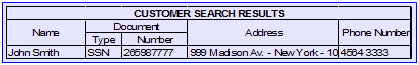 CUSTOMER SEARCH RESULTS
Name Document Address Phone Number
Type Number
John Smith SSN 265987777 999 Madison Av. - New York - 10 4564 3333